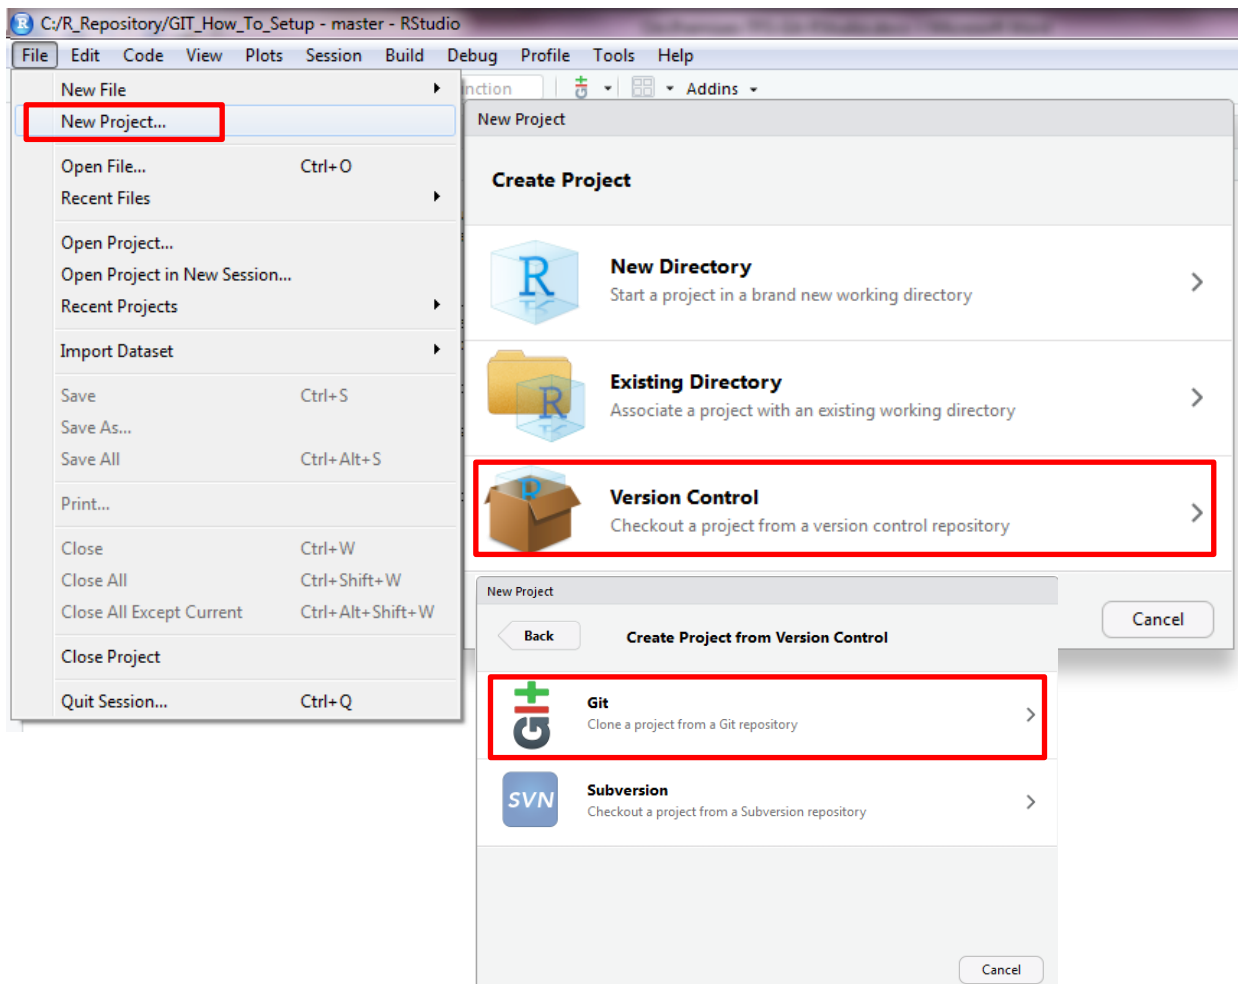 C:/R_Repository/GIT_How_To_Setup - master - RStudio
File Edit Code View Plots Session Build Debug Profile Tools Help
Addins
New File
New Project...
Open File... Ctrl+O
Recent Files
Open Project...
Open Project in New Session...
Recent Projects
Import Dataset
Save Ctrl+S
Save As...
Save All Ctrl+Alt+S
Print...
Close Ctrl+W
Close All Ctrl+Shift+W
Close All Except Current Ctrl+Alt+Shift+W
Close Project
Quit Session... Ctrl+Q
New Project
Create Project
R
New Directory
Start a project in a brand new working directory
R
Existing Directory
Associate a project with an existing working directory
R
Version Control
Checkout a project from a version control repository
Cancel
New Project
Back
Create Project from Version Control
Git
Git
Clone a project from a Git repository
SVN
Subversion
Checkout a project from a Subversion repository
Cancel